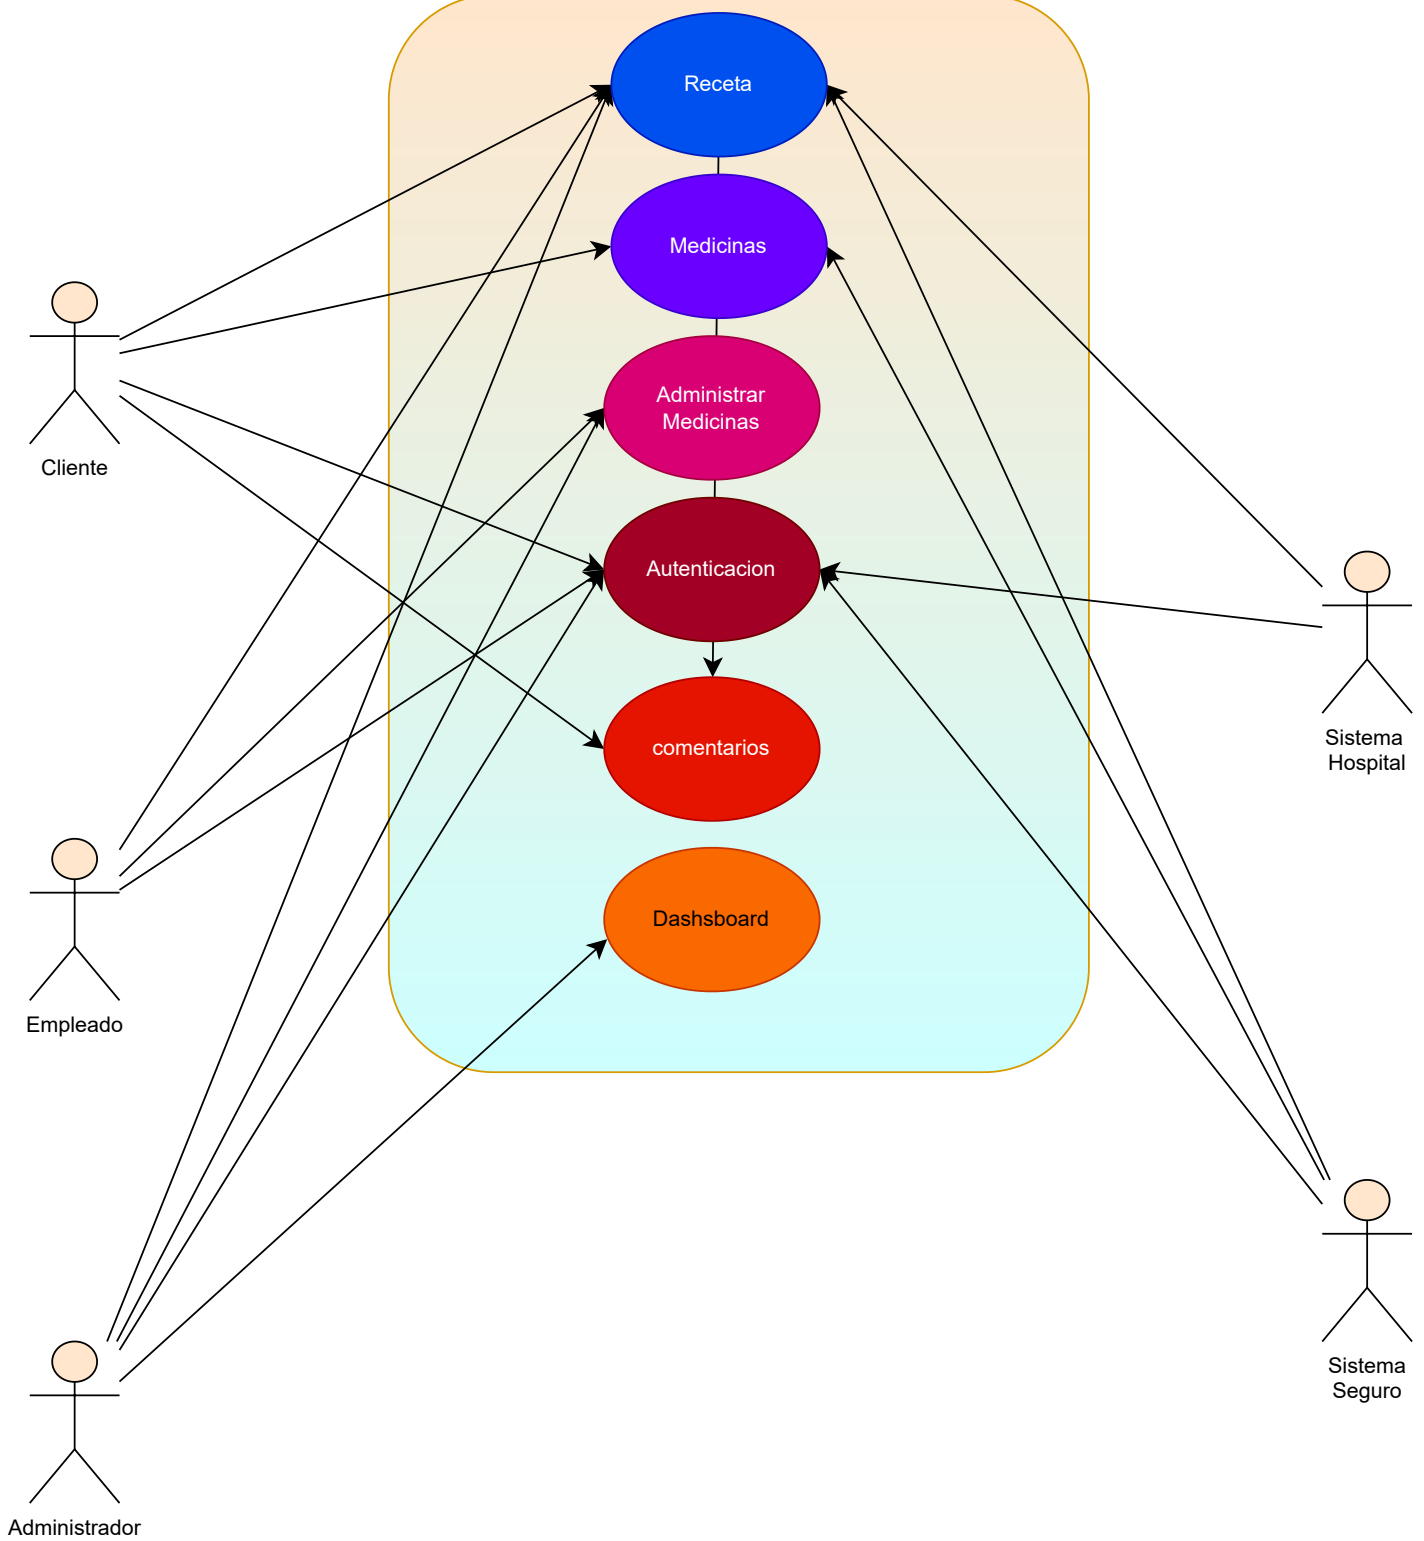 Receta
Medicinas
Administrar
Medicinas
Autenticacion
comentarios
Dashsboard
Cliente
Empleado
Administrador
Sistema
Hospital
Sistema
Seguro